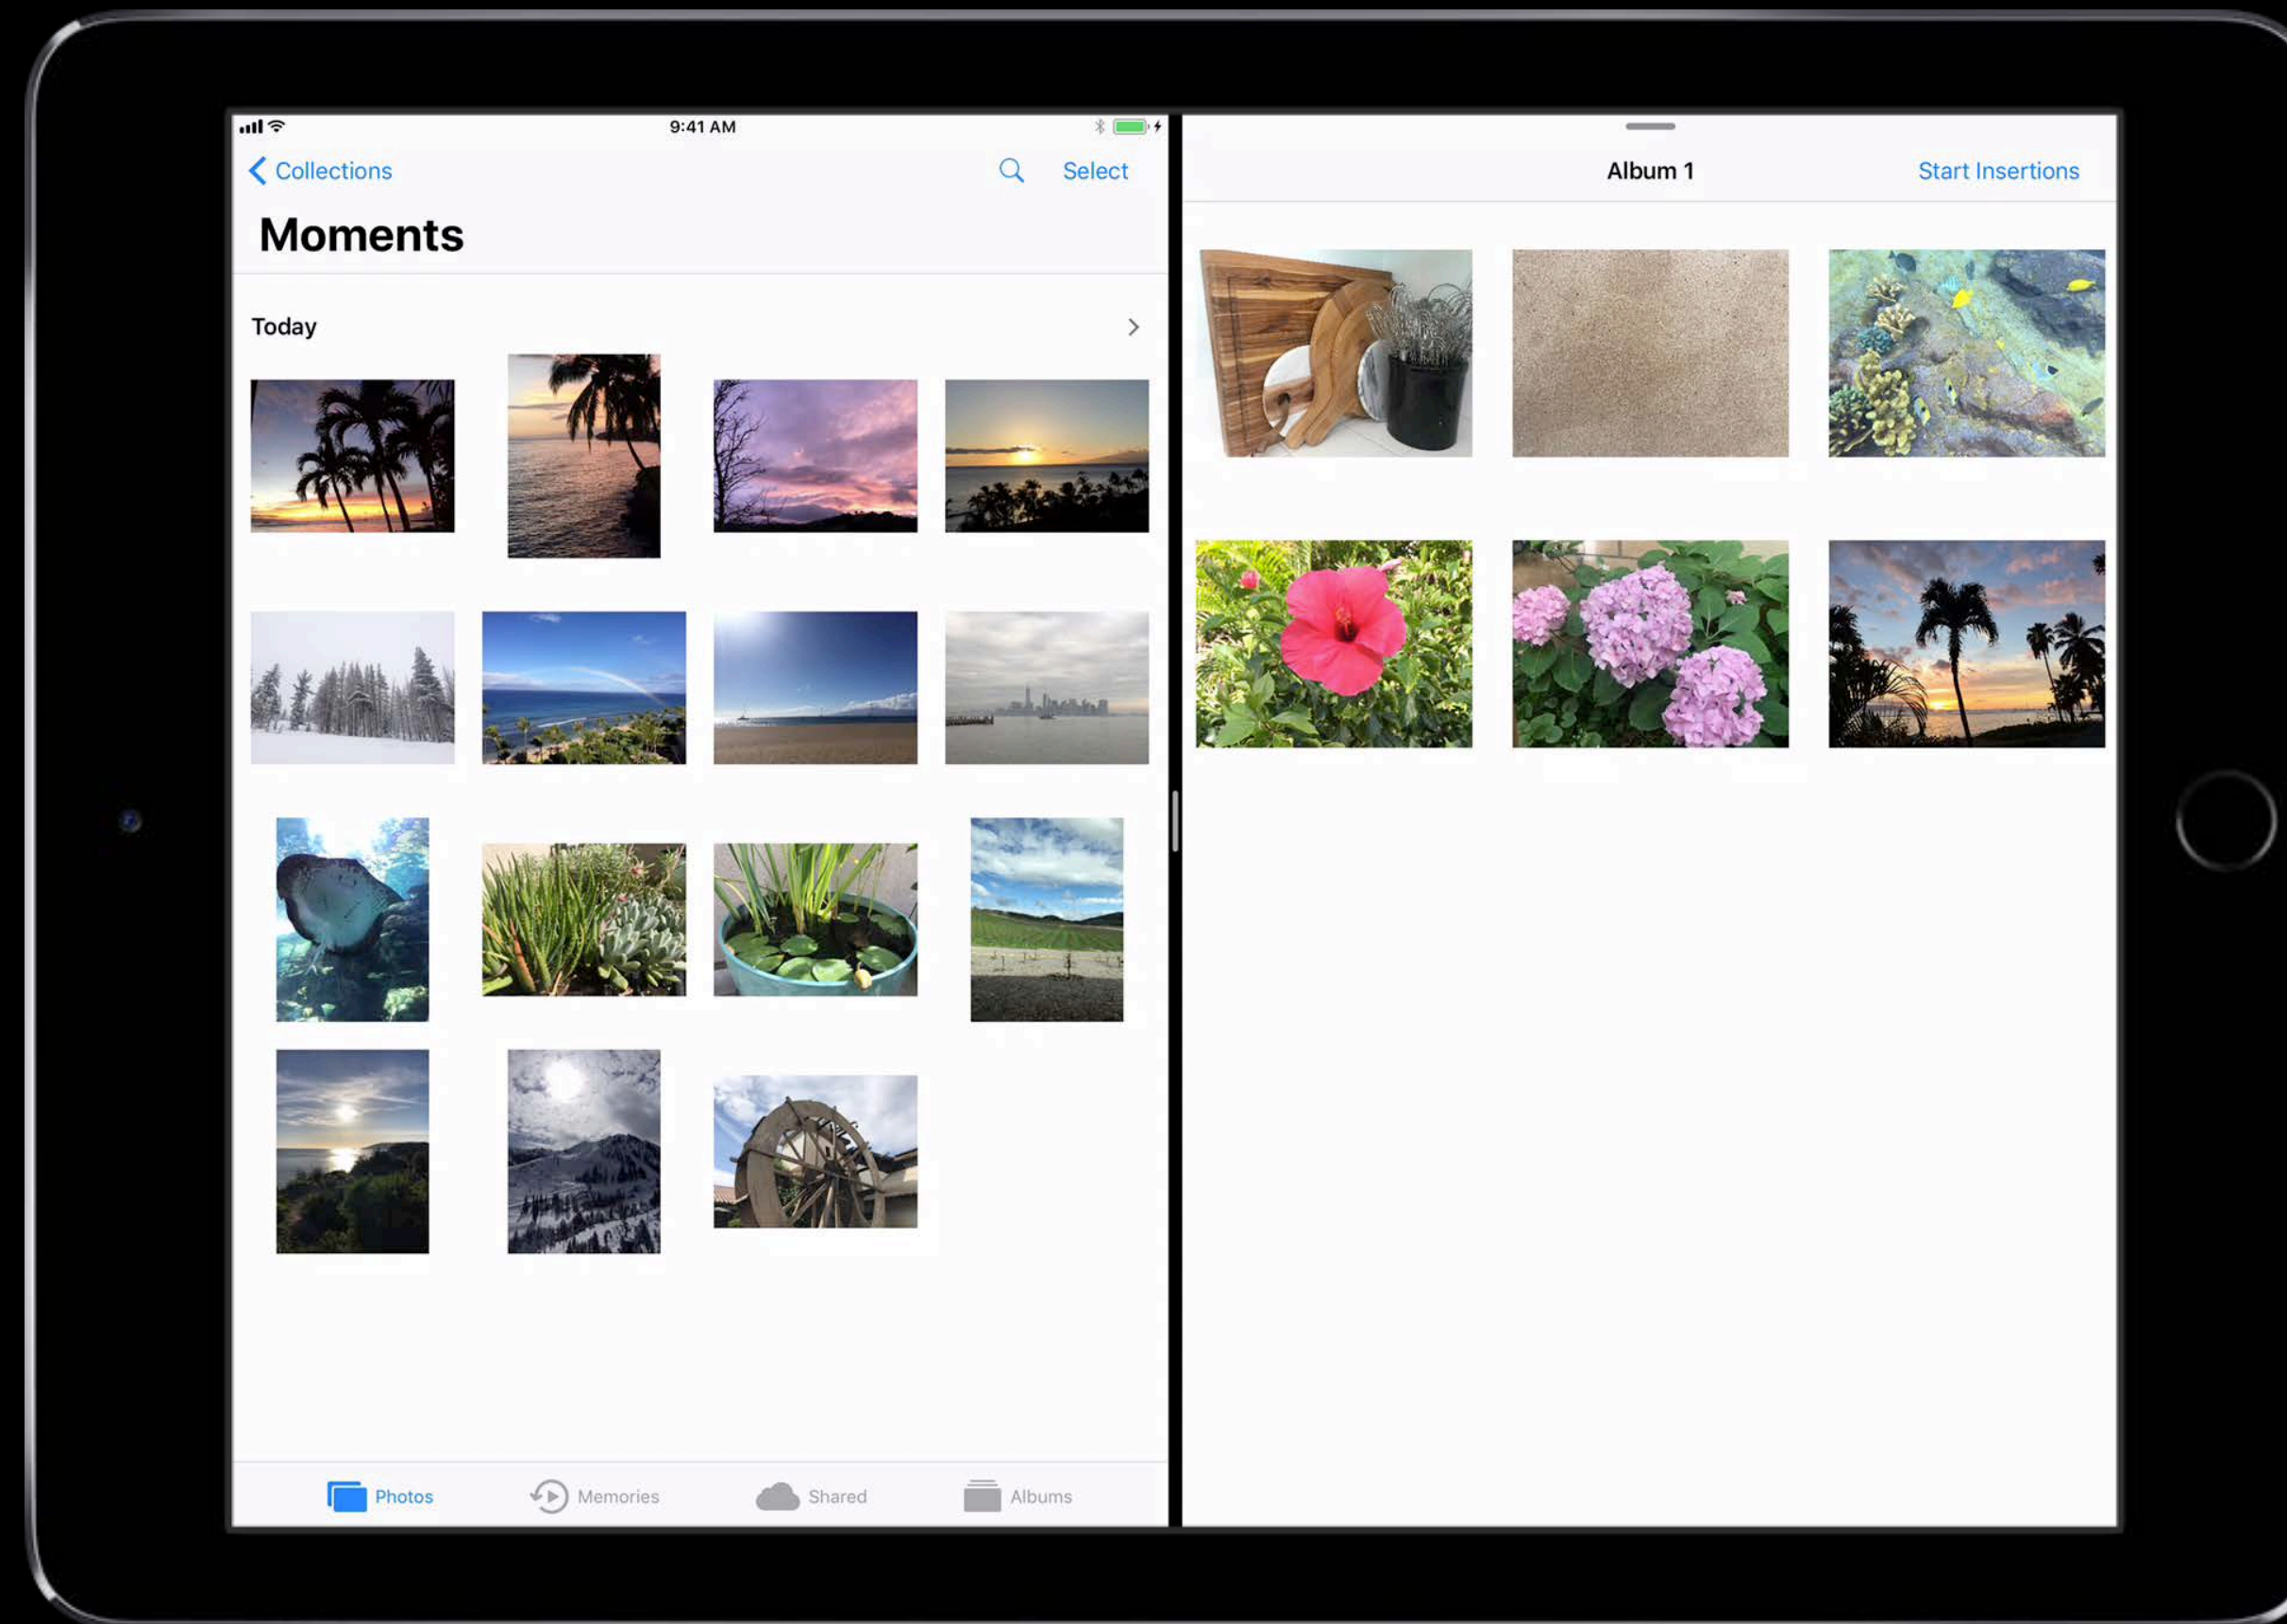 9:41 AM
Collections
Select
Moments
Today
Photos
Memories
Shared
Albums
Album 1
Start Insertions